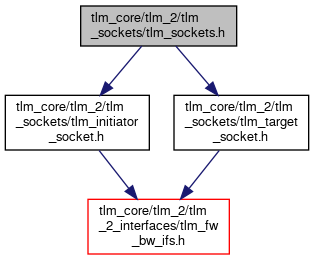 tlm_core/tlm_2/tlm
_sockets/tlm_sockets.h
tlm_core/tlm_2/tlm
_sockets/tlm_initiator
_socket.h
tlm_core/tlm_2/tlm
_sockets/tlm_target
_socket.h
tlm_core/tlm_2/tlm
_2_interfaces/tlm_fw
_bw_ifs.h